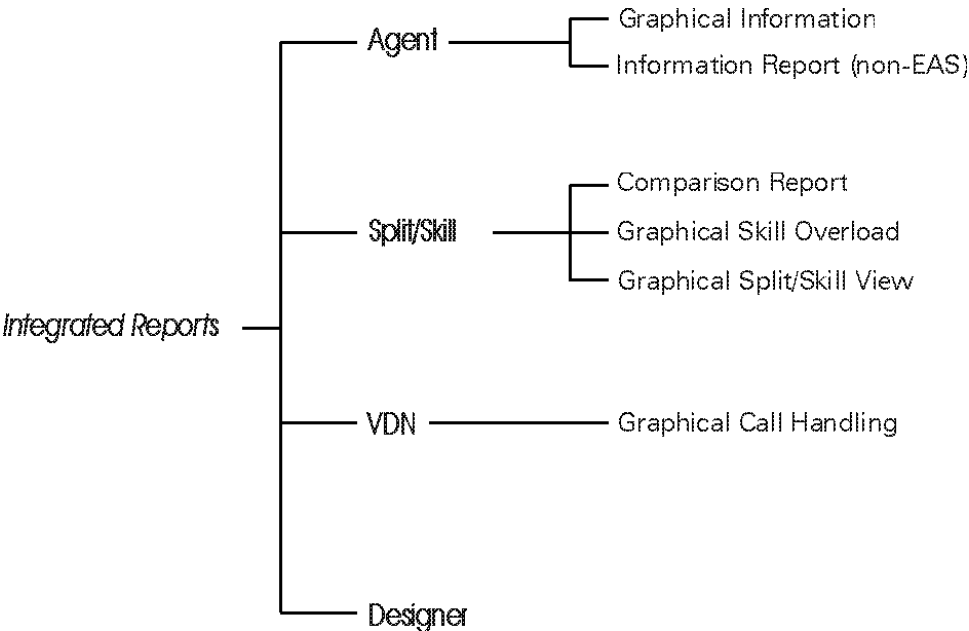 Agent
Graphical Information
Information Report (non-EAS)
Split/Skill
Comparison Report
Graphical Skill Overload
Graphical Split/Skill View
Integrated Reports
VDN
Graphical Call Handling
Designer